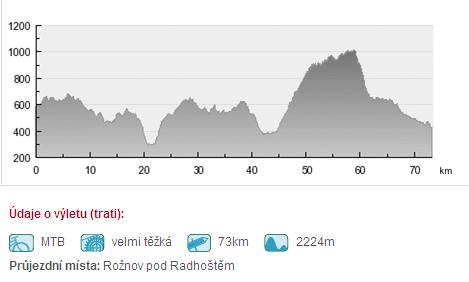 1200
1000
800
600
400
200
0 10 20 30 40 50 60 70 km
Údaje o výletu (trati):
MTB velmi těžká 73km 2224m
Průjezdní místa: Rožnov pod Radhoštěm